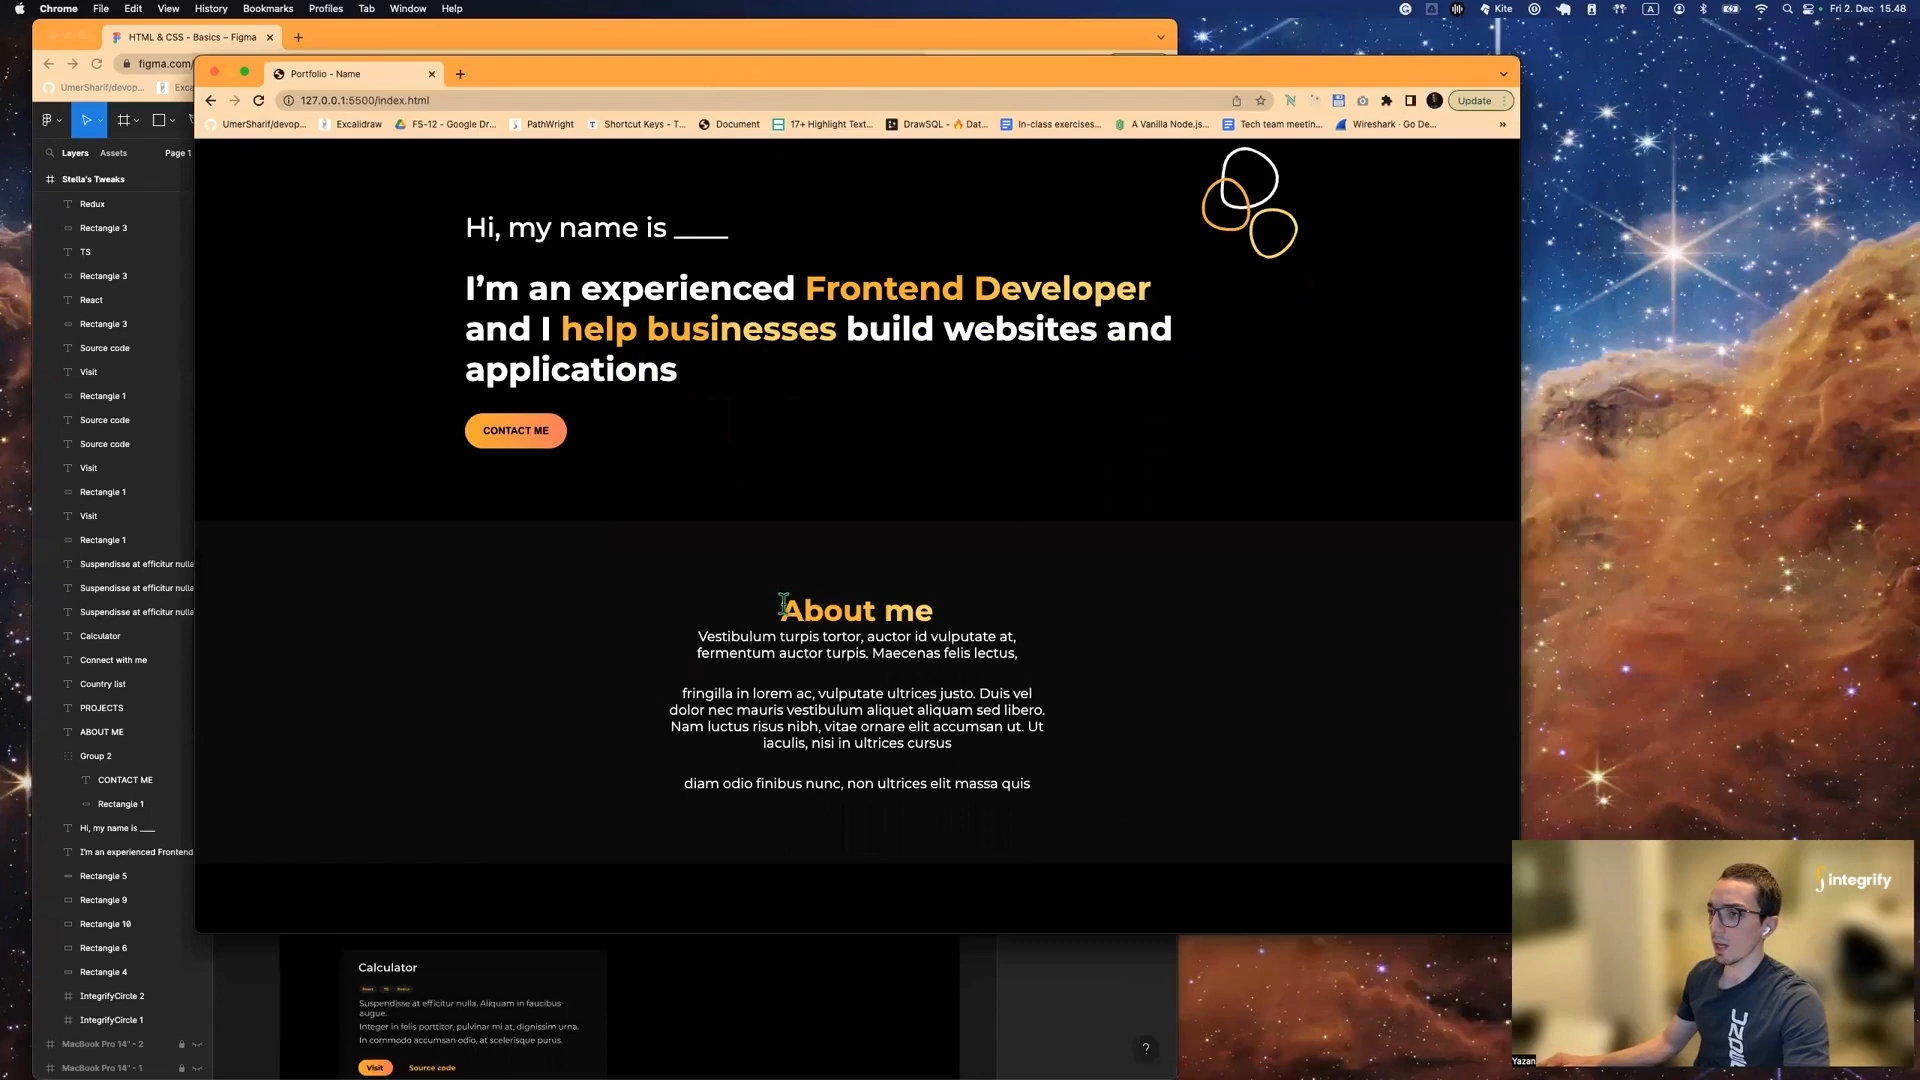 Chrome File Edit View History Bookmarks Profiles Tab Window Help
Kite
A
Fri 2. Dec 15.48
HTML & CSS - Basics – Figma
figma.com/
UmerSharif/devop...
Layers Assets Page 1
Stella's Tweaks
Redux
Rectangle 3
TS
Rectangle 3
React
Rectangle 3
Source code
Visit
Rectangle 1
Source code
Source code
Visit
Rectangle 1
Visit
Rectangle 1
Suspendisse at efficitur nulla
Suspendisse at efficitur nulla
Suspendisse at efficitur nulla
Calculator
Connect with me
Country list
PROJECTS
ABOUT ME
Group 2
CONTACT ME
Rectangle 1
Hi, my name is ____
I'm an experienced Frontend
Rectangle 5
Rectangle 9
Rectangle 10
Rectangle 6
Rectangle 4
IntegrifyCircle 2
IntegrifyCircle 1
MacBook Pro 14" - 2
MacBook Pro 14" - 1
Portfolio - Name
127.0.0.1:5500/index.html
Update
UmerSharif/devop... Excalidraw FS-12 - Google Dr... PathWright Shortcut Keys - T... Document 17+ Highlight Text... DrawSQL - 🔥 Dat... In-class exercises... A Vanilla Node.js... Tech team meetin... Wireshark · Go De... »
Hi, my name is ____
I’m an experienced Frontend Developer
and I help businesses build websites and
applications
CONTACT ME
About me
Vestibulum turpis tortor, auctor id vulputate at,
fermentum auctor turpis. Maecenas felis lectus,
fringilla in lorem ac, vulputate ultrices justo. Duis vel
dolor nec mauris vestibulum aliquet aliquam sed libero.
Nam luctus risus nibh, vitae ornare elit accumsan ut. Ut
iaculis, nisi in ultrices cursus
diam odio finibus nunc, non ultrices elit massa quis
Calculator
React TS Redux
Suspendisse at efficitur nulla. Aliquam in faucibus
augue.
Integer in felis porttitor, pulvinar mi at, dignissim urna.
In commodo accumsan odio, at scelerisque purus.
Visit Source code
?
integrify
Yazan